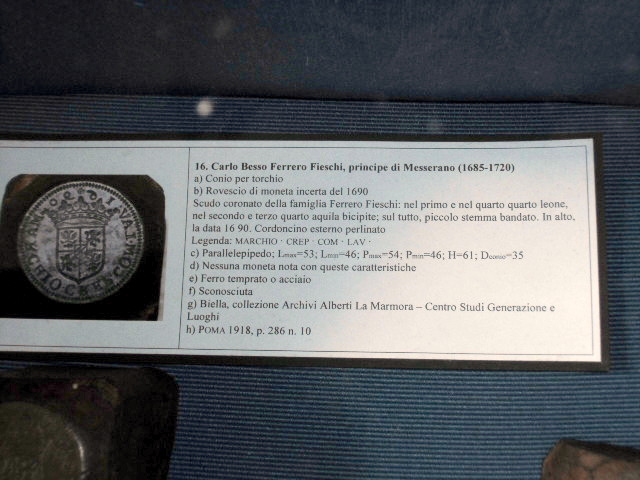 16. Carlo Besso Ferrero Fieschi, principe di Messerano (1685-1720)
a) Conio per torchio
b) Rovescio di moneta incerta del 1690
Scudo coronato della famiglia Ferrero Fieschi: nel primo e nel quarto quarto leone,
nel secondo e terzo quarto aquila bicipite; sul tutto, piccolo stemma bandato. In alto,
la data 16 90. Cordoncino esterno perlinato
Legenda: MARCHIO · CREP · COM · LAV ·
c) Parallelepipedo; Lmax=53; Lmin=46; Pmax=54; Pmin=46; H=61; Dconio=35
d) Nessuna moneta nota con queste caratteristiche
e) Ferro temprato o acciaio
f) Sconosciuta
g) Biella, collezione Archivi Alberti La Marmora – Centro Studi Generazione e
Luoghi
h) POMA 1918, p. 286 n. 10